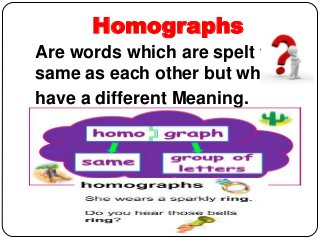 Homographs
Are words which are spelt
same as each other but
have a different Meaning.
homo graph
same group of
letters
homographs
She wears a sparkly ring.
Do you hear those bells
ring?